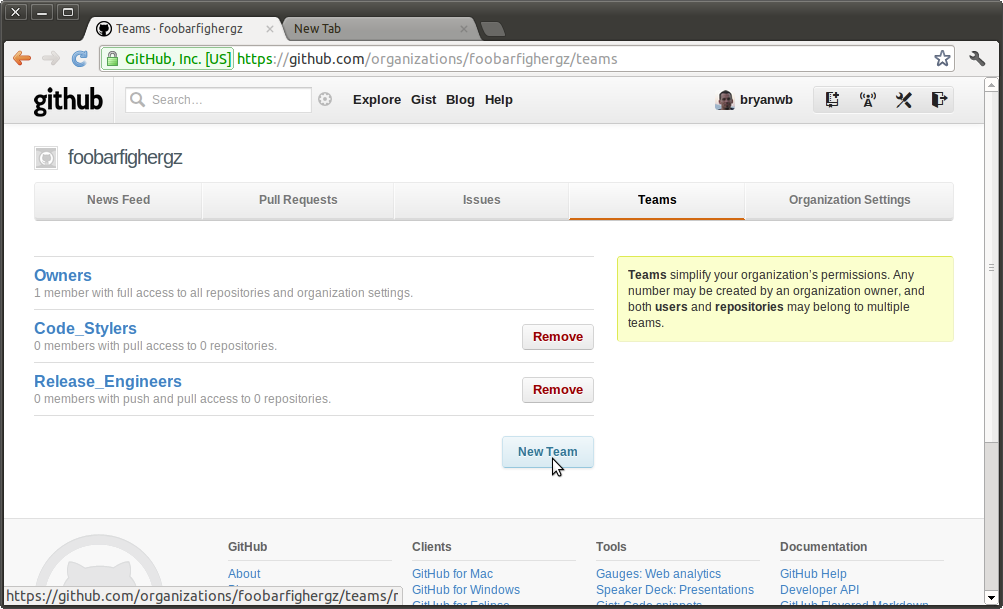 Teams · foobarfighergz
New Tab
GitHub, Inc. [US] https://github.com/organizations/foobarfighergz/teams
github
Search...
Explore Gist Blog Help
bryanwb
foobarfighergz
News Feed Pull Requests Issues Teams Organization Settings
Owners
1 member with full access to all repositories and organization settings.
Code_Stylers
0 members with pull access to 0 repositories.
Remove
Release_Engineers
0 members with push and pull access to 0 repositories.
Remove
New Team
Teams simplify your organization’s permissions. Any
number may be created by an organization owner, and
both users and repositories may belong to multiple
teams.
GitHub Clients Tools Documentation
About GitHub for Mac Gauges: Web analytics GitHub Help
GitHub for Windows Speaker Deck: Presentations Developer API
GitHub for Eclipse Gist: Code snippets GitHub Flavored Markdown
https://github.com/organizations/foobarfighergz/teams/